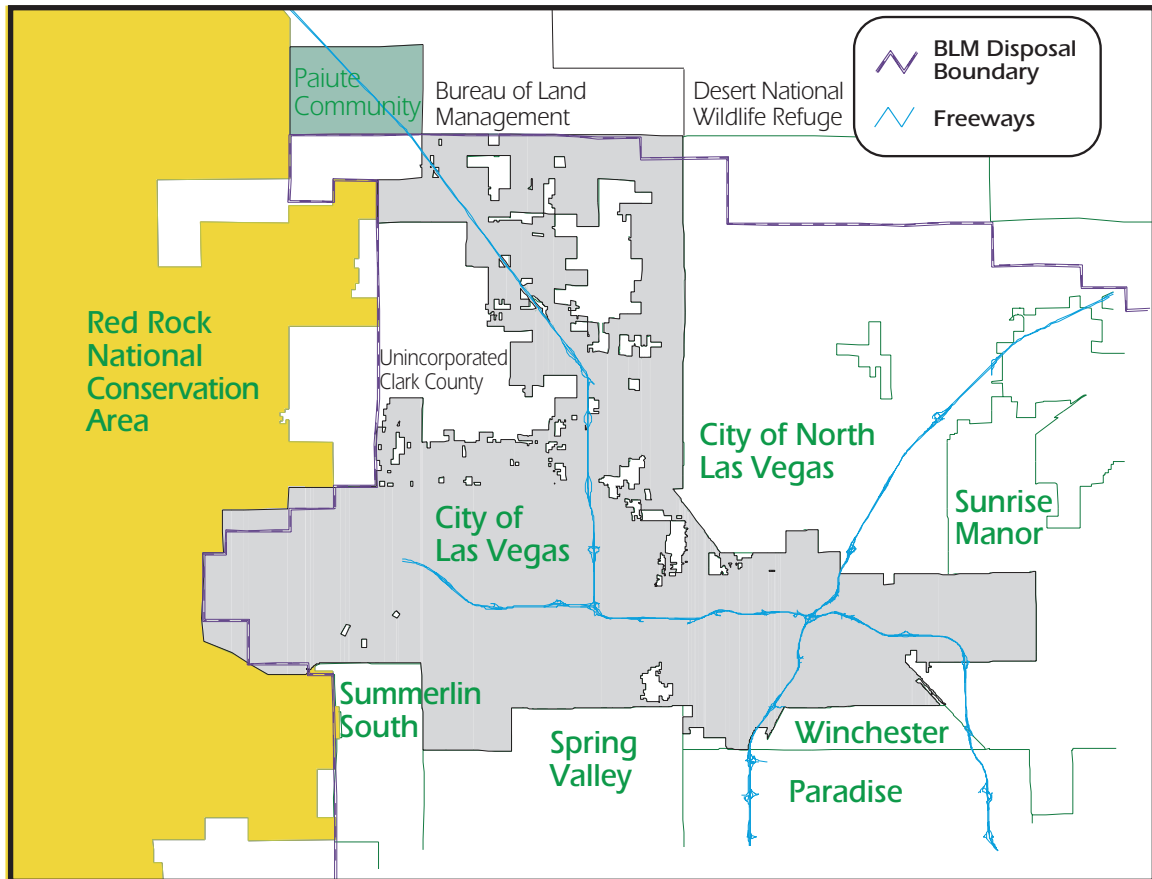 BLM Disposal
Boundary
Freeways
Paiute
Community
Bureau of Land
Management
Desert National
Wildlife Refuge
Red Rock
National
Conservation
Area
Unincorporated
Clark County
City of North
Las Vegas
City of
Las Vegas
Sunrise
Manor
Summerlin
South
Spring
Valley
Winchester
Paradise